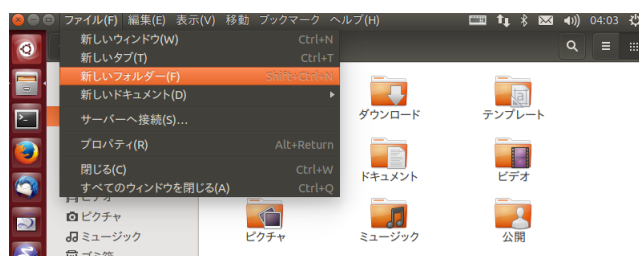 ファイル(F) 編集(E) 表示(V) 移動 ブックマーク ヘルプ(H) 04:03
新しいウィンドウ(W) Ctrl+N
新しいタブ(T) Ctrl+T
新しいフォルダー(F) Shift+Ctrl+N
新しいドキュメント(D)
サーバーへ接続(S)...
プロパティ(R) Alt+Return
閉じる(C) Ctrl+W
すべてのウィンドウを閉じる(A) Ctrl+Q
ダウンロード テンプレート
ドキュメント ビデオ
ピクチャ ミュージック 公開
ビデオ
ピクチャ
ミュージック
ゴミ箱